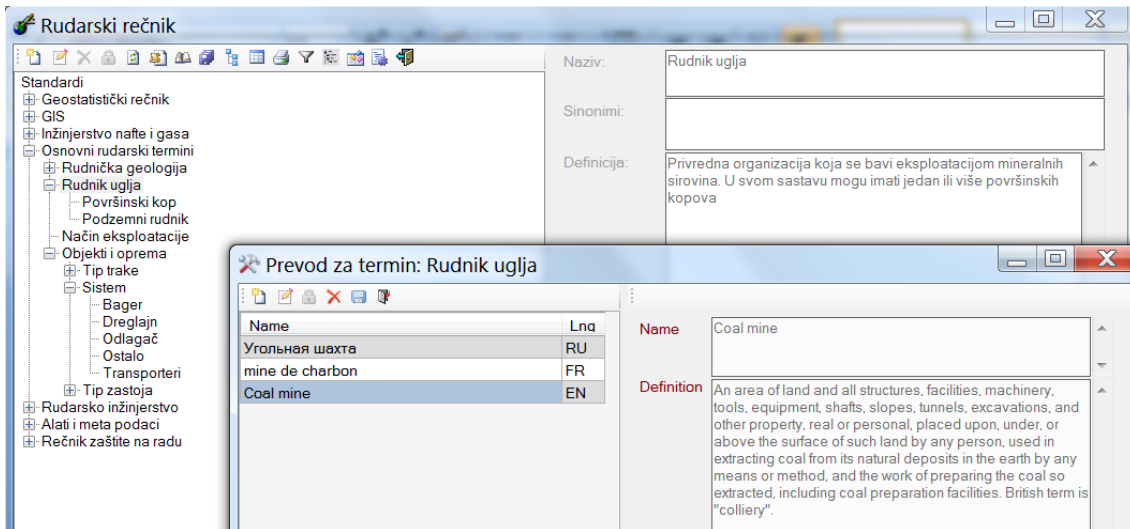 Rudarski rečnik
Standardi
Geostatistički rečnik
GIS
Inžinjerstvo nafte i gasa
Osnovni rudarski termini
Rudnička geologija
Rudnik uglja
Površinski kop
Podzemni rudnik
Način eksploatacije
Objekti i oprema
Tip trake
Sistem
Bager
Dreglajn
Odlagač
Ostalo
Transporteri
Tip zastoja
Rudarsko inžinjerstvo
Alati i meta podaci
Rečnik zaštite na radu
Naziv:
Rudnik uglja
Sinonimi:
Definicija:
Privredna organizacija koja se bavi eksploatacijom mineralnih
sirovina. U svom sastavu mogu imati jedan ili više površinskih
kopova
Prevod za termin: Rudnik uglja
Name Lng
Угольная шахта RU
mine de charbon FR
Coal mine EN
Name
Coal mine
Definition
An area of land and all structures, facilities, machinery,
tools, equipment, shafts, slopes, tunnels, excavations, and
other property, real or personal, placed upon, under, or
above the surface of such land by any person, used in
extracting coal from its natural deposits in the earth by any
means or method, and the work of preparing the coal so
extracted, including coal preparation facilities. British term is
"colliery".